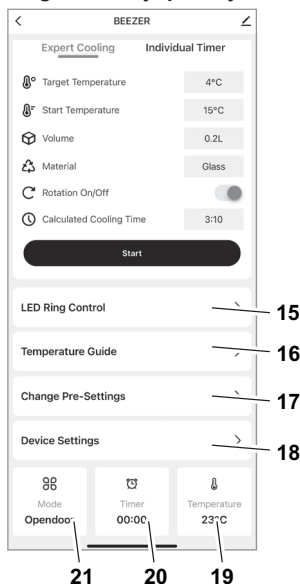 BEEZER
Expert Cooling Individual Timer
Target Temperature 4°C
Start Temperature 15°C
Volume 0.2L
Material Glass
Rotation On/Off
Calculated Cooling Time 3:10
Start
LED Ring Control
15
Temperature Guide
16
Change Pre-Settings
17
Device Settings
18
Mode Timer Temperature
Opendoor 00:00 23°C
21 20 19